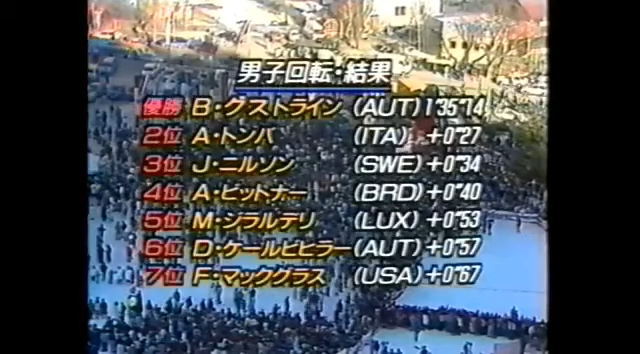 男子回転・結果
優勝 B・グストライン (AUT) 1'35"14
2位 A・トンバ (ITA) +0"27
3位 J・ニルソン (SWE) +0"34
4位 A・ビットナー (BRD) +0"40
5位 M・ジラルデリ (LUX) +0"53
6位 D・ケールビヒラー (AUT) +0"57
7位 F・マックグラス (USA) +0"67